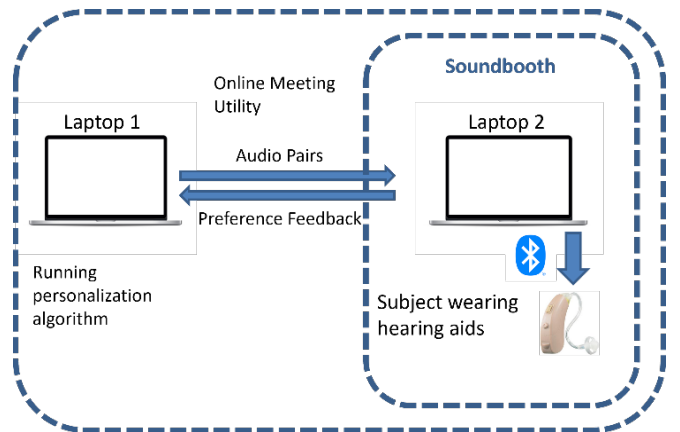 Soundbooth
Online Meeting
Utility
Laptop 1
Laptop 2
Audio Pairs
Preference Feedback
Running
personalization
algorithm
Subject wearing
hearing aids